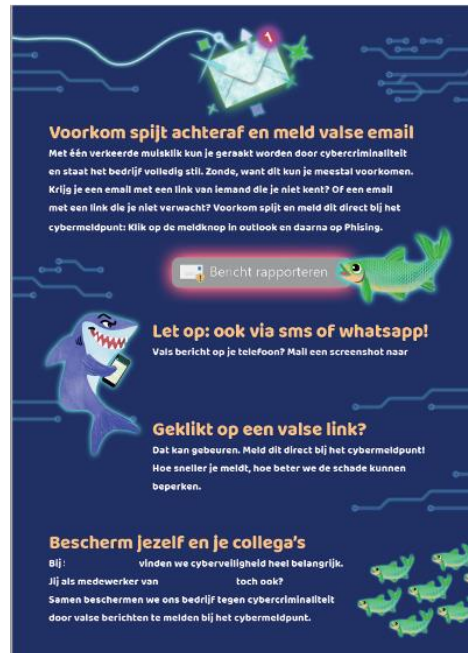 1
Voorkom spijt achteraf en meld valse email
Met één verkeerde muisklik kun je geraakt worden door cybercriminaliteit
en staat het bedrijf volledig stil. Zonde, want dit kun je meestal voorkomen.
Krijg je een email met een link van iemand die je niet kent? Of een email
met een link die je niet verwacht? Voorkom spijt en meld dit direct bij het
cybermeldpunt: Klik op de meldknop in outlook en daarna op Phising.
Bericht rapporteren
Let op: ook via sms of whatsapp!
Vals bericht op je telefoon? Mail een screenshot naar
Geklikt op een valse link?
Dat kan gebeuren. Meld dit direct bij het cybermeldpunt!
Hoe sneller je meldt, hoe beter we de schade kunnen
beperken.
Bescherm jezelf en je collega's
Bij vinden we cyberveiligheid heel belangrijk.
Jij als medewerker van toch ook?
Samen beschermen we ons bedrijf tegen cybercriminaliteit
door valse berichten te melden bij het cybermeldpunt.